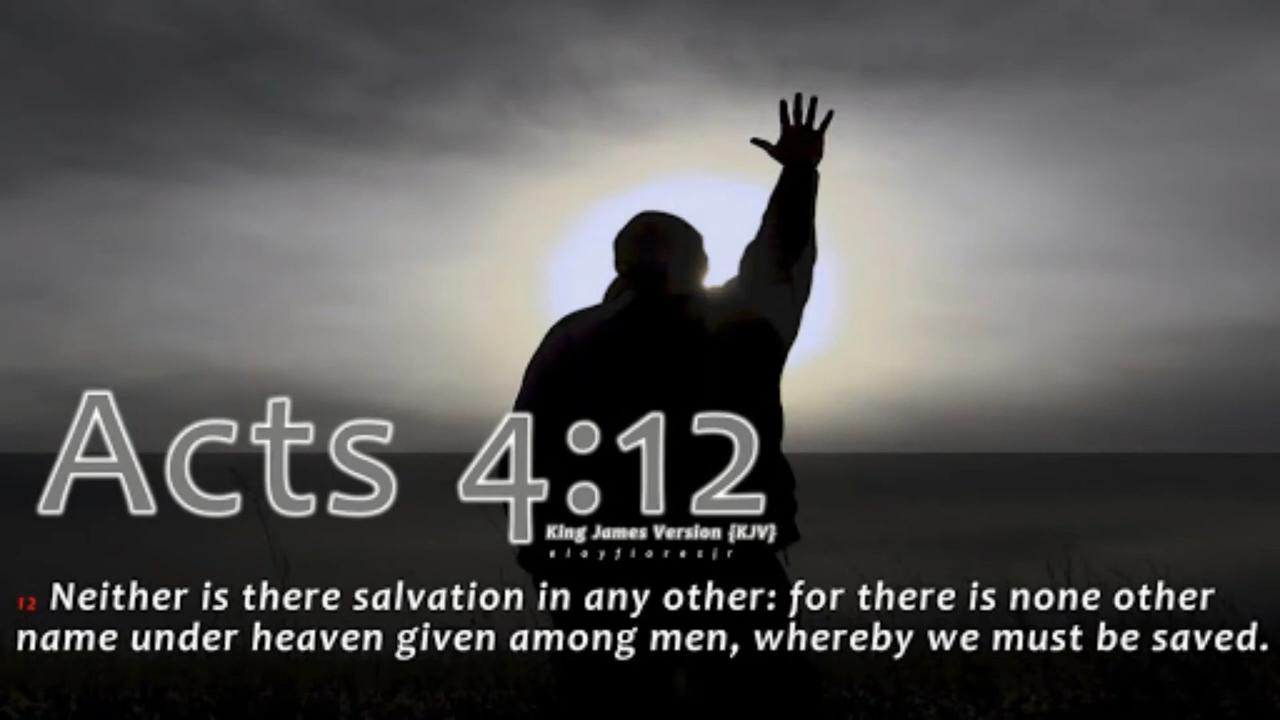 Acts 4:12
King James Version {KJV}
elayfloresjr
12 Neither is there salvation in any other: for there is none other
name under heaven given among men, whereby we must be saved.